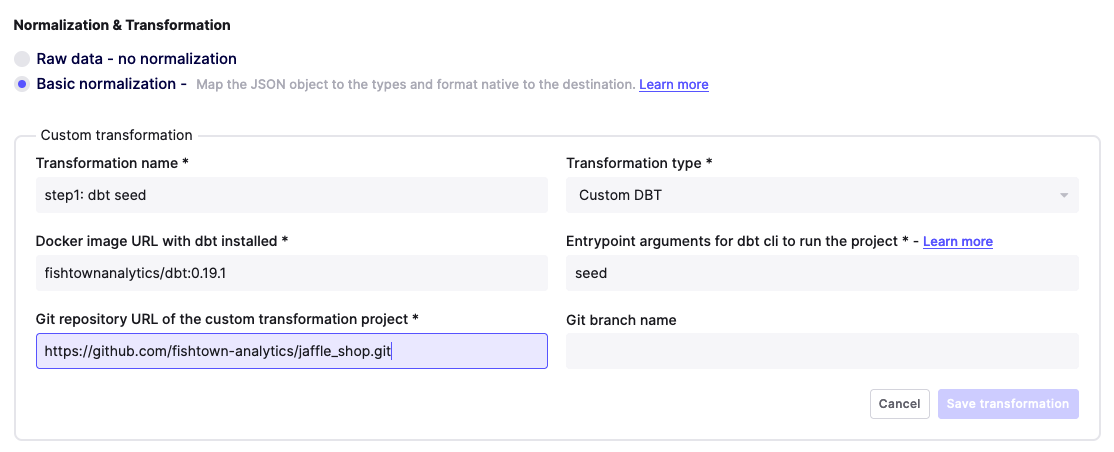 Normalization & Transformation
Raw data - no normalization
Basic normalization - Map the JSON object to the types and format native to the destination. Learn more
Custom transformation
Transformation name *
Transformation type *
step1: dbt seed
Custom DBT
Docker image URL with dbt installed *
Entrypoint arguments for dbt cli to run the project * - Learn more
fishtownanalytics/dbt:0.19.1
seed
Git repository URL of the custom transformation project *
Git branch name
https://github.com/fishtown-analytics/jaffle_shop.git
Cancel
Save transformation